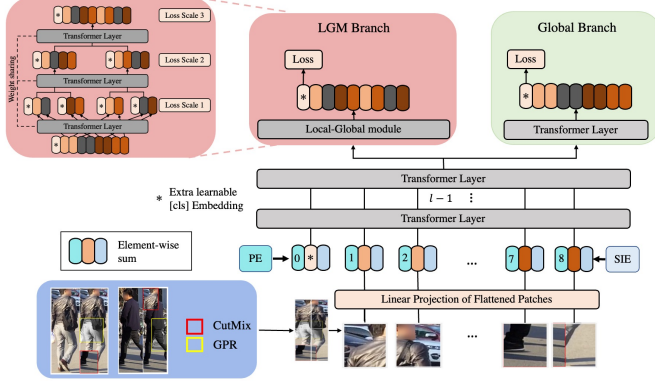 Loss Scale 3
Transformer Layer
* * Loss Scale 2
Weight sharing
Transformer Layer
* * * * Loss Scale 1
Transformer Layer
LGM Branch
Loss
*
Local-Global module
Global Branch
Loss
*
Transformer Layer
Transformer Layer
l − 1 ⋮
Transformer Layer
* Extra learnable
[cls] Embedding
Element-wise
sum
PE 0 * 1 2 ... 7 8 SIE
Linear Projection of Flattened Patches
CutMix
GPR
...